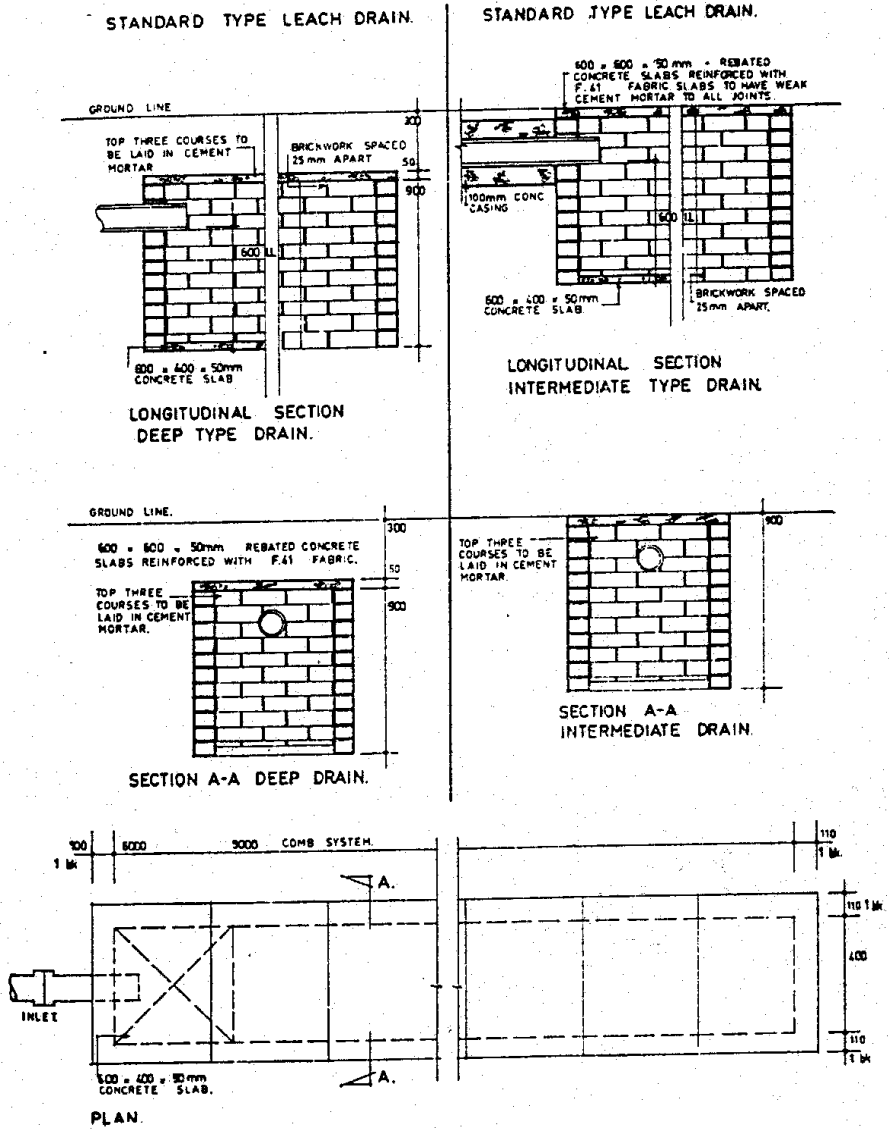 STANDARD TYPE LEACH DRAIN.
GROUND LINE
TOP THREE COURSES TO
BE LAID IN CEMENT
MORTAR
BRICKWORK SPACED
25mm APART
300
50
900
600 LL
600 × 400 × 50mm
CONCRETE SLAB
LONGITUDINAL SECTION
DEEP TYPE DRAIN.
STANDARD TYPE LEACH DRAIN.
600 × 600 × 50mm - REBATED
CONCRETE SLABS REINFORCED WITH
F.41 FABRIC SLABS TO HAVE WEAK
CEMENT MORTAR TO ALL JOINTS.
100mm CONC
CASING
600 LL
600 × 400 × 50mm
CONCRETE SLAB.
BRICKWORK SPACED
25mm APART.
LONGITUDINAL SECTION
INTERMEDIATE TYPE DRAIN.
GROUND LINE.
600 × 600 × 50mm REBATED CONCRETE
SLABS REINFORCED WITH F.41 FABRIC.
TOP THREE
COURSES TO BE
LAID IN CEMENT
MORTAR.
300
50
900
SECTION A-A DEEP DRAIN.
TOP THREE
COURSES TO BE
LAID IN CEMENT
MORTAR.
900
SECTION A-A
INTERMEDIATE DRAIN.
1 bk
6000
9000
COMB SYSTEM.
110
1 bk.
A.
110 1 bk.
400
110
1 bk
INLET
A.
600 × 400 × 50mm
CONCRETE SLAB.
PLAN.